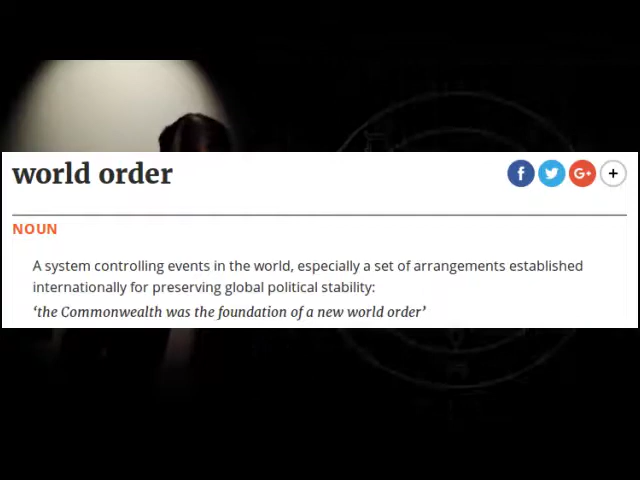 world order
NOUN
A system controlling events in the world, especially a set of arrangements established
internationally for preserving global political stability:
‘the Commonwealth was the foundation of a new world order’